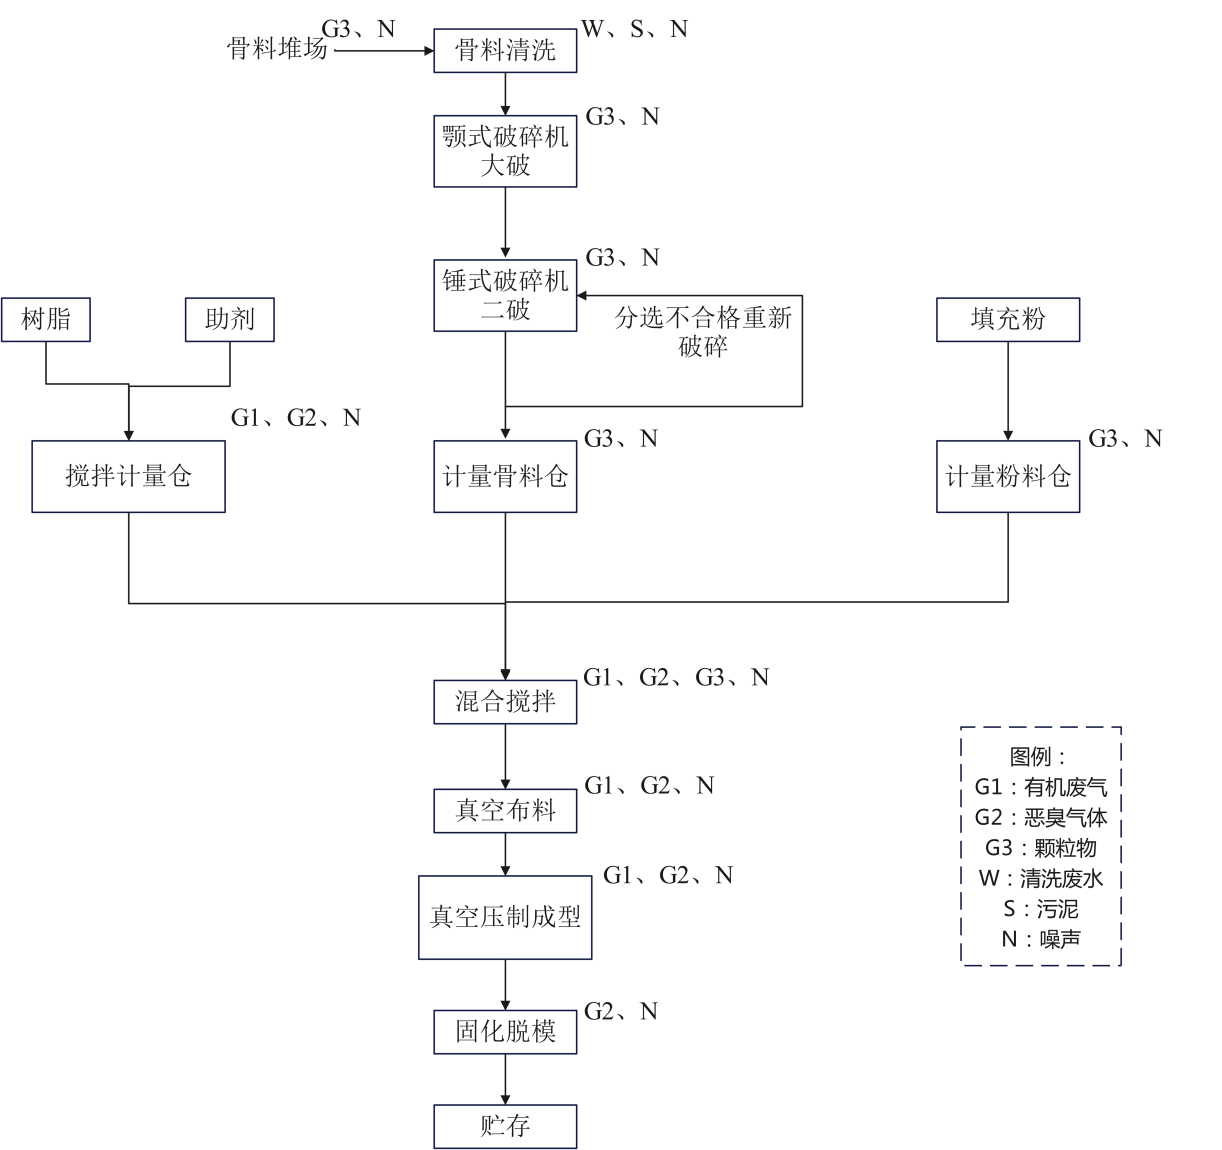 G3、N
骨料堆场
骨料清洗
W、S、N
G3、N
颚式破碎机
大破
G3、N
锤式破碎机
二破
分选不合格重新
破碎
树脂
助剂
填充粉
G1、G2、N
搅拌计量仓
G3、N
计量骨料仓
G3、N
计量粉料仓
G1、G2、G3、N
混合搅拌
G1、G2、N
真空布料
G1、G2、N
真空压制成型
G2、N
固化脱模
贮存
图例：
G1：有机废气
G2：恶臭气体
G3：颗粒物
W：清洗废水
S：污泥
N：噪声